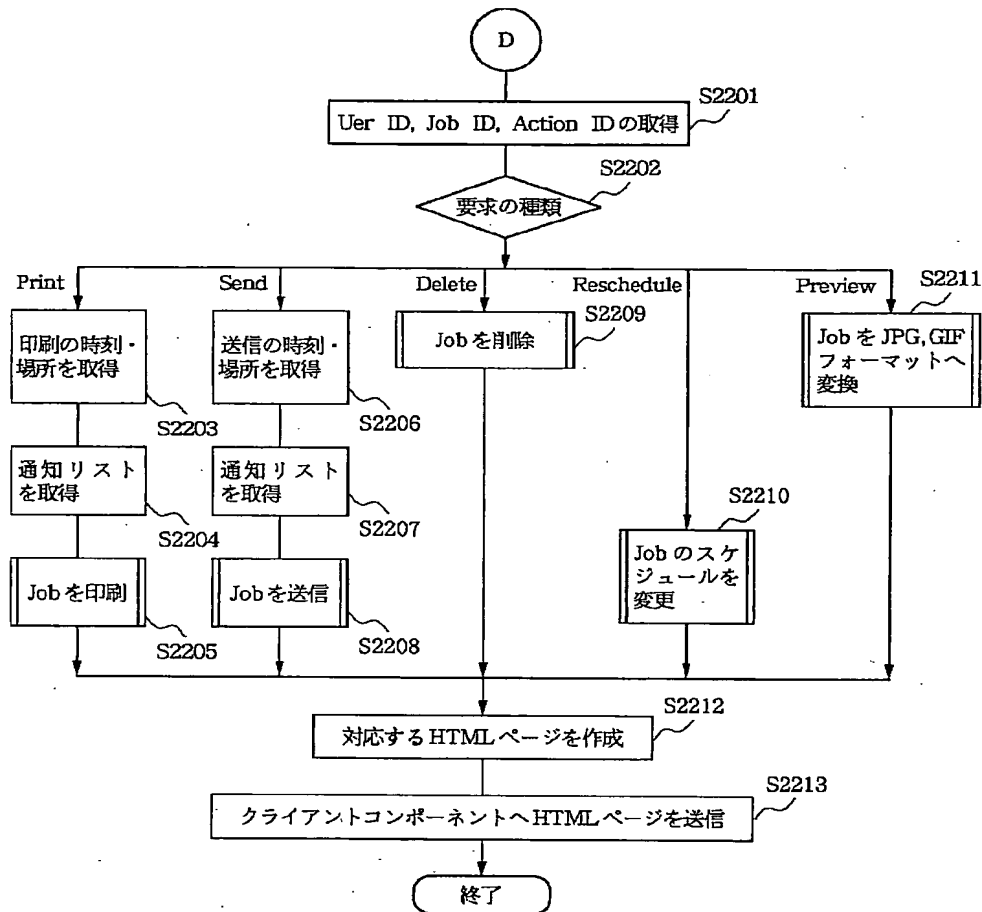 D
S2201
Uer ID, Job ID, Action IDの取得
S2202
要求の種類
Print
Send
Delete
Reschedule
Preview
S2211
S2209
印刷の時刻・
場所を取得
送信の時刻・
場所を取得
Jobを削除
JobをJPG,GIF
フォーマットへ
変換
S2203
S2206
通知リスト
を取得
通知リスト
を取得
S2204
S2207
S2210
Jobを印刷
Jobを送信
Jobのスケ
ジュールを
変更
S2205
S2208
S2212
対応するHTMLページを作成
S2213
クライアントコンポーネントへHTMLページを送信
終了